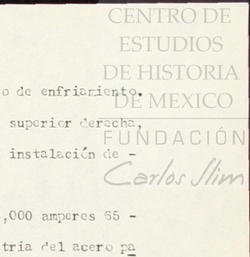 CENTRO DE
ESTUDIOS
DE HISTORIA
DE MEXICO
FUNDACIÓN
Carlos Slim
o de enfriamiento.
superior derecha,
instalación de -
,000 amperes 65 -
tria del acero pa